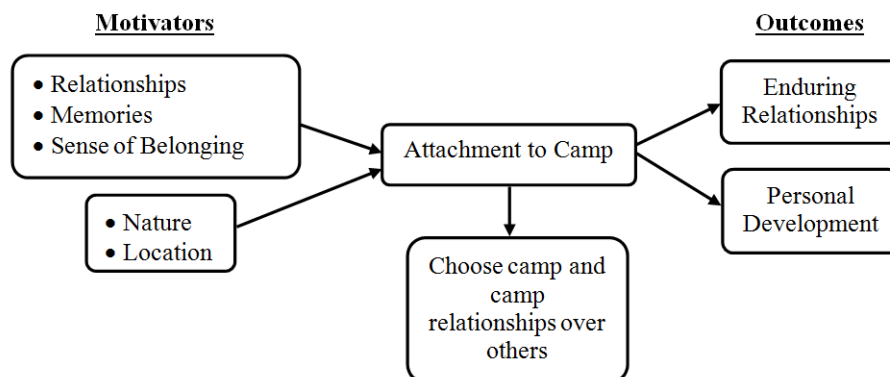 Motivators
Outcomes
• Relationships
• Memories
• Sense of Belonging
• Nature
• Location
Attachment to Camp
Choose camp and
camp
relationships over
others
Enduring
Relationships
Personal
Development